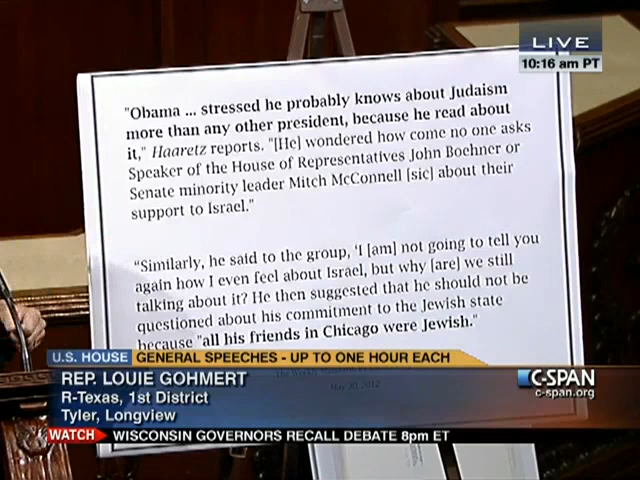 LIVE
10:16 am PT
"Obama ... stressed he probably knows about Judaism
more than any other president, because he read about
it," Haaretz reports. "[He] wondered how come no one asks
Speaker of the House of Representatives John Boehner or
Senate minority leader Mitch McConnell [sic] about their
support to Israel."
"Similarly, he said to the group, 'I [am] not going to tell you
again how I even feel about Israel, but why [are] we still
talking about it? He then suggested that he should not be
questioned about his commitment to the Jewish state
because "all his friends in Chicago were Jewish."
May 30, 2012
U.S. HOUSE GENERAL SPEECHES - UP TO ONE HOUR EACH
REP. LOUIE GOHMERT
R-Texas, 1st District
Tyler, Longview
C-SPAN
c-span.org
WATCH WISCONSIN GOVERNORS RECALL DEBATE 8pm ET